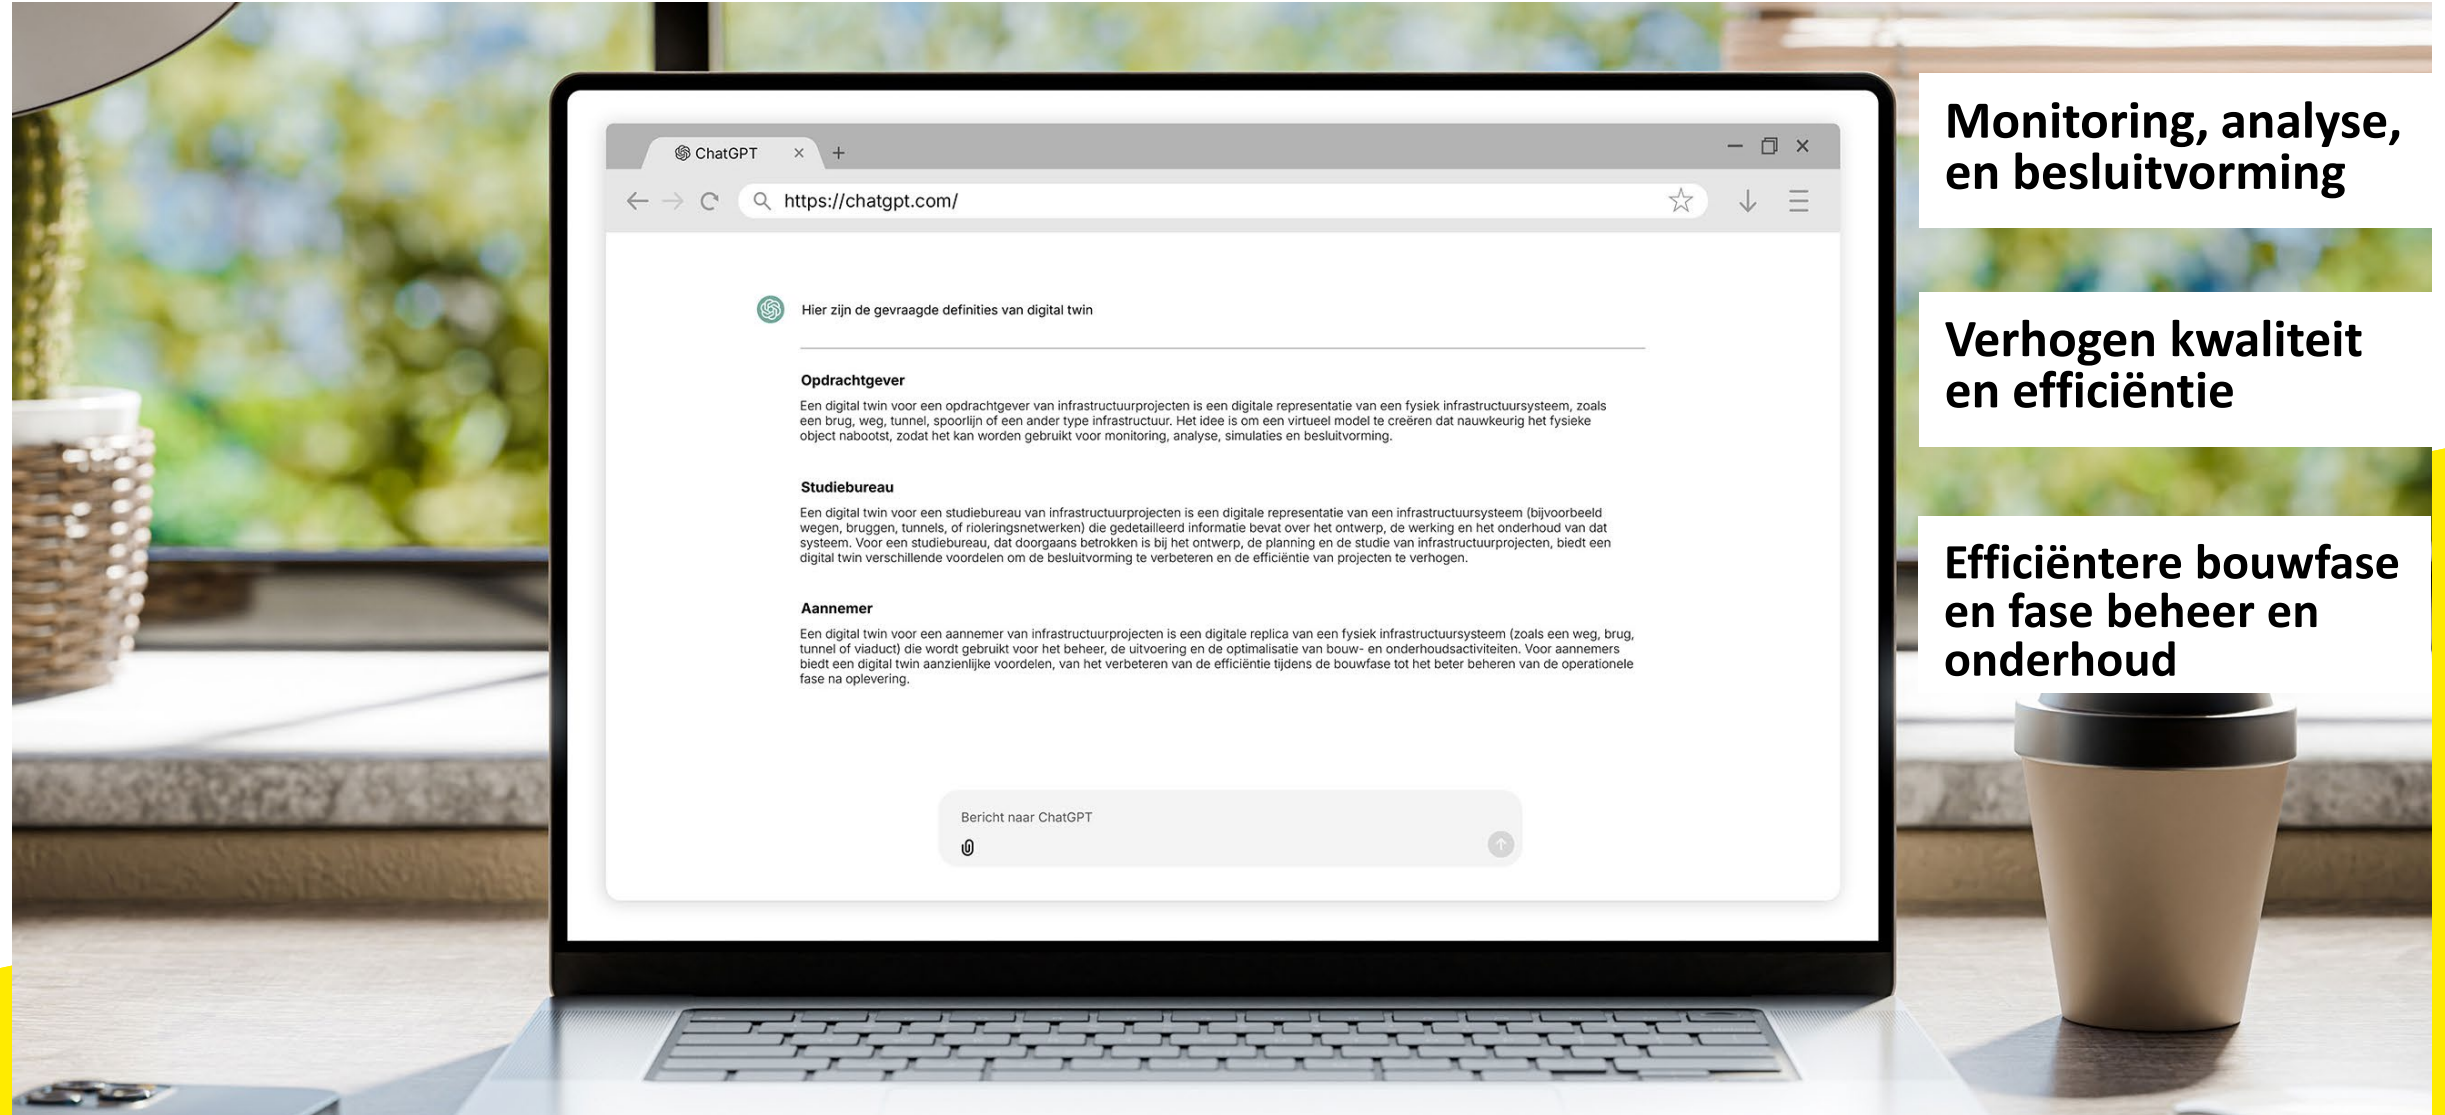 ChatGPT
https://chatgpt.com/
Hier zijn de gevraagde definities van digital twin
Opdrachtgever
Een digital twin voor een opdrachtgever van infrastructuurprojecten is een digitale representatie van een fysiek infrastructuursysteem, zoals
een brug, weg, tunnel, spoorlijn of een ander type infrastructuur. Het idee is om een virtueel model te creëren dat nauwkeurig het fysieke
object nabootst, zodat het kan worden gebruikt voor monitoring, analyse, simulaties en besluitvorming.
Studiebureau
Een digital twin voor een studiebureau van infrastructuurprojecten is een digitale representatie van een infrastructuursysteem (bijvoorbeeld
wegen, bruggen, tunnels, of rioleringsnetwerken) die gedetailleerd informatie bevat over het ontwerp, de werking en het onderhoud van dat
systeem. Voor een studiebureau, dat doorgaans betrokken is bij het ontwerp, de planning en de studie van infrastructuurprojecten, biedt een
digital twin verschillende voordelen om de besluitvorming te verbeteren en de efficiëntie van projecten te verhogen.
Aannemer
Een digital twin voor een aannemer van infrastructuurprojecten is een digitale replica van een fysiek infrastructuursysteem (zoals een weg, brug,
tunnel of viaduct) die wordt gebruikt voor het beheer, de uitvoering en de optimalisatie van bouw- en onderhoudsactiviteiten. Voor aannemers
biedt een digital twin aanzienlijke voordelen, van het verbeteren van de efficiëntie tijdens de bouwfase tot het beter beheren van de operationele
fase na oplevering.
Bericht naar ChatGPT
Monitoring, analyse,
en besluitvorming
Verhogen kwaliteit
en efficiëntie
Efficiëntere bouwfase
en fase beheer en
onderhoud